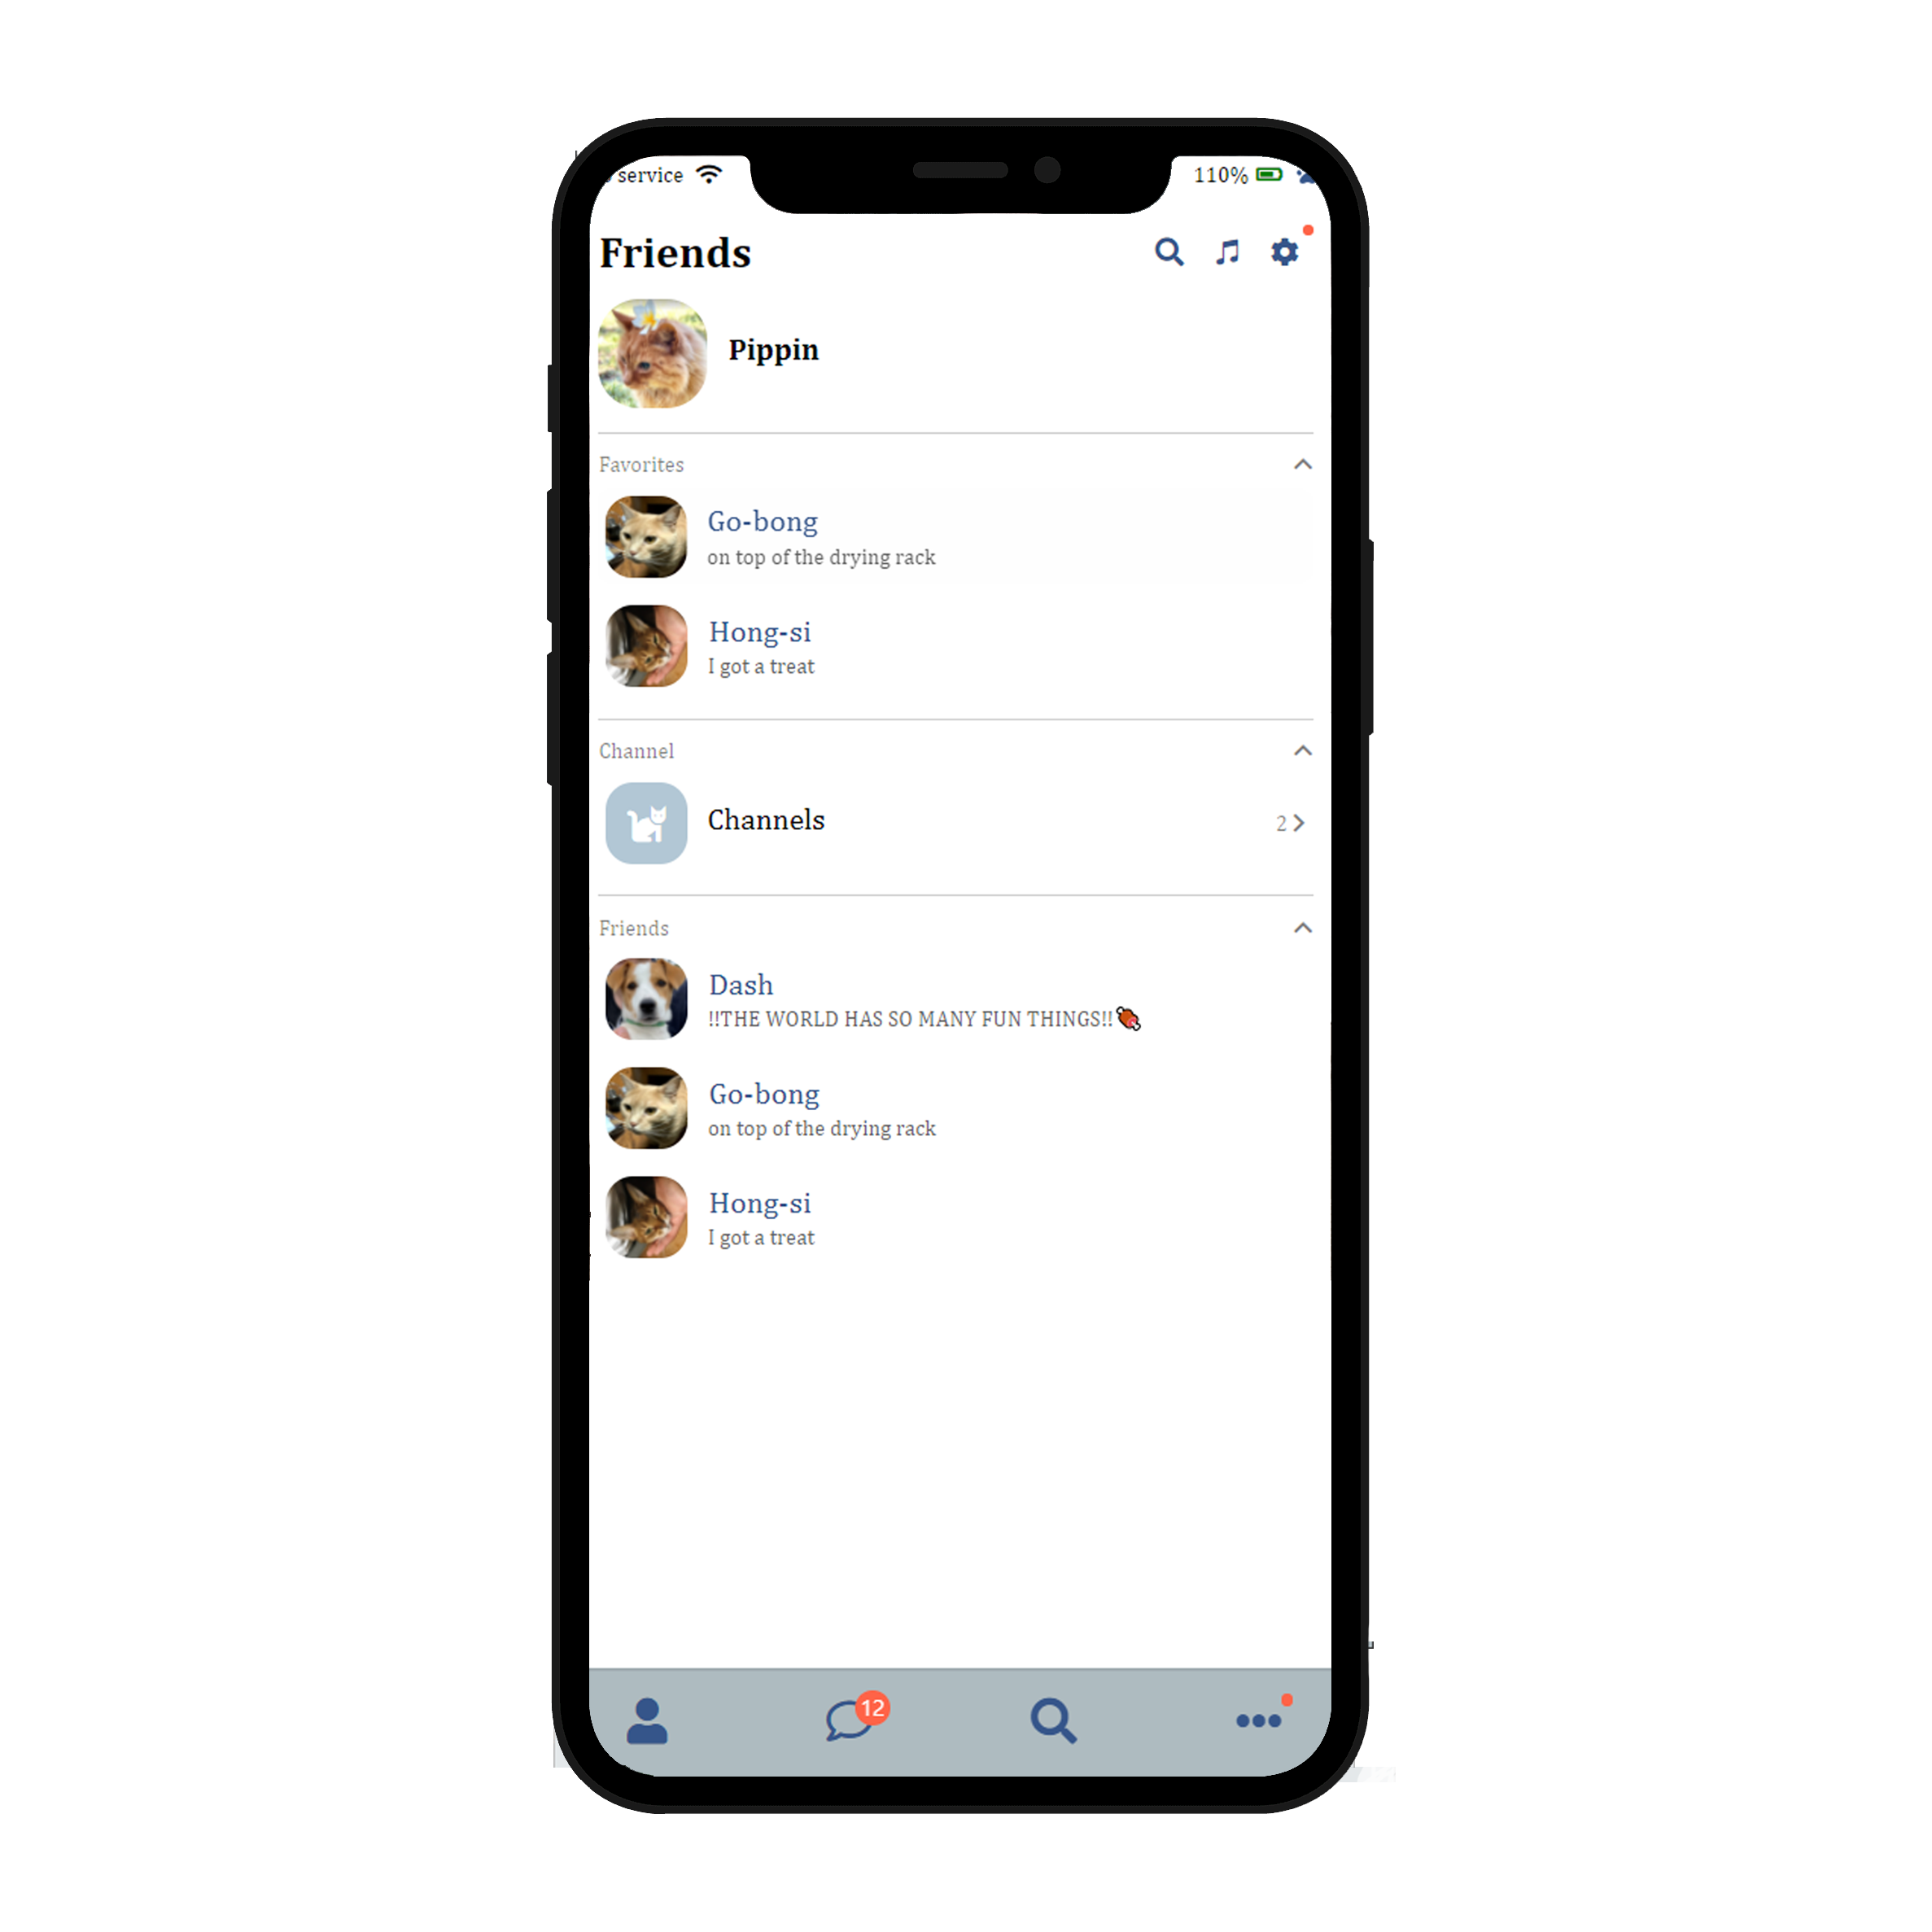 service
110%
Friends
Pippin
Favorites
Go-bong
on top of the drying rack
Hong-si
I got a treat
Channel
Channels
2
Friends
Dash
!!THE WORLD HAS SO MANY FUN THINGS!!🍖
Go-bong
on top of the drying rack
Hong-si
I got a treat
12